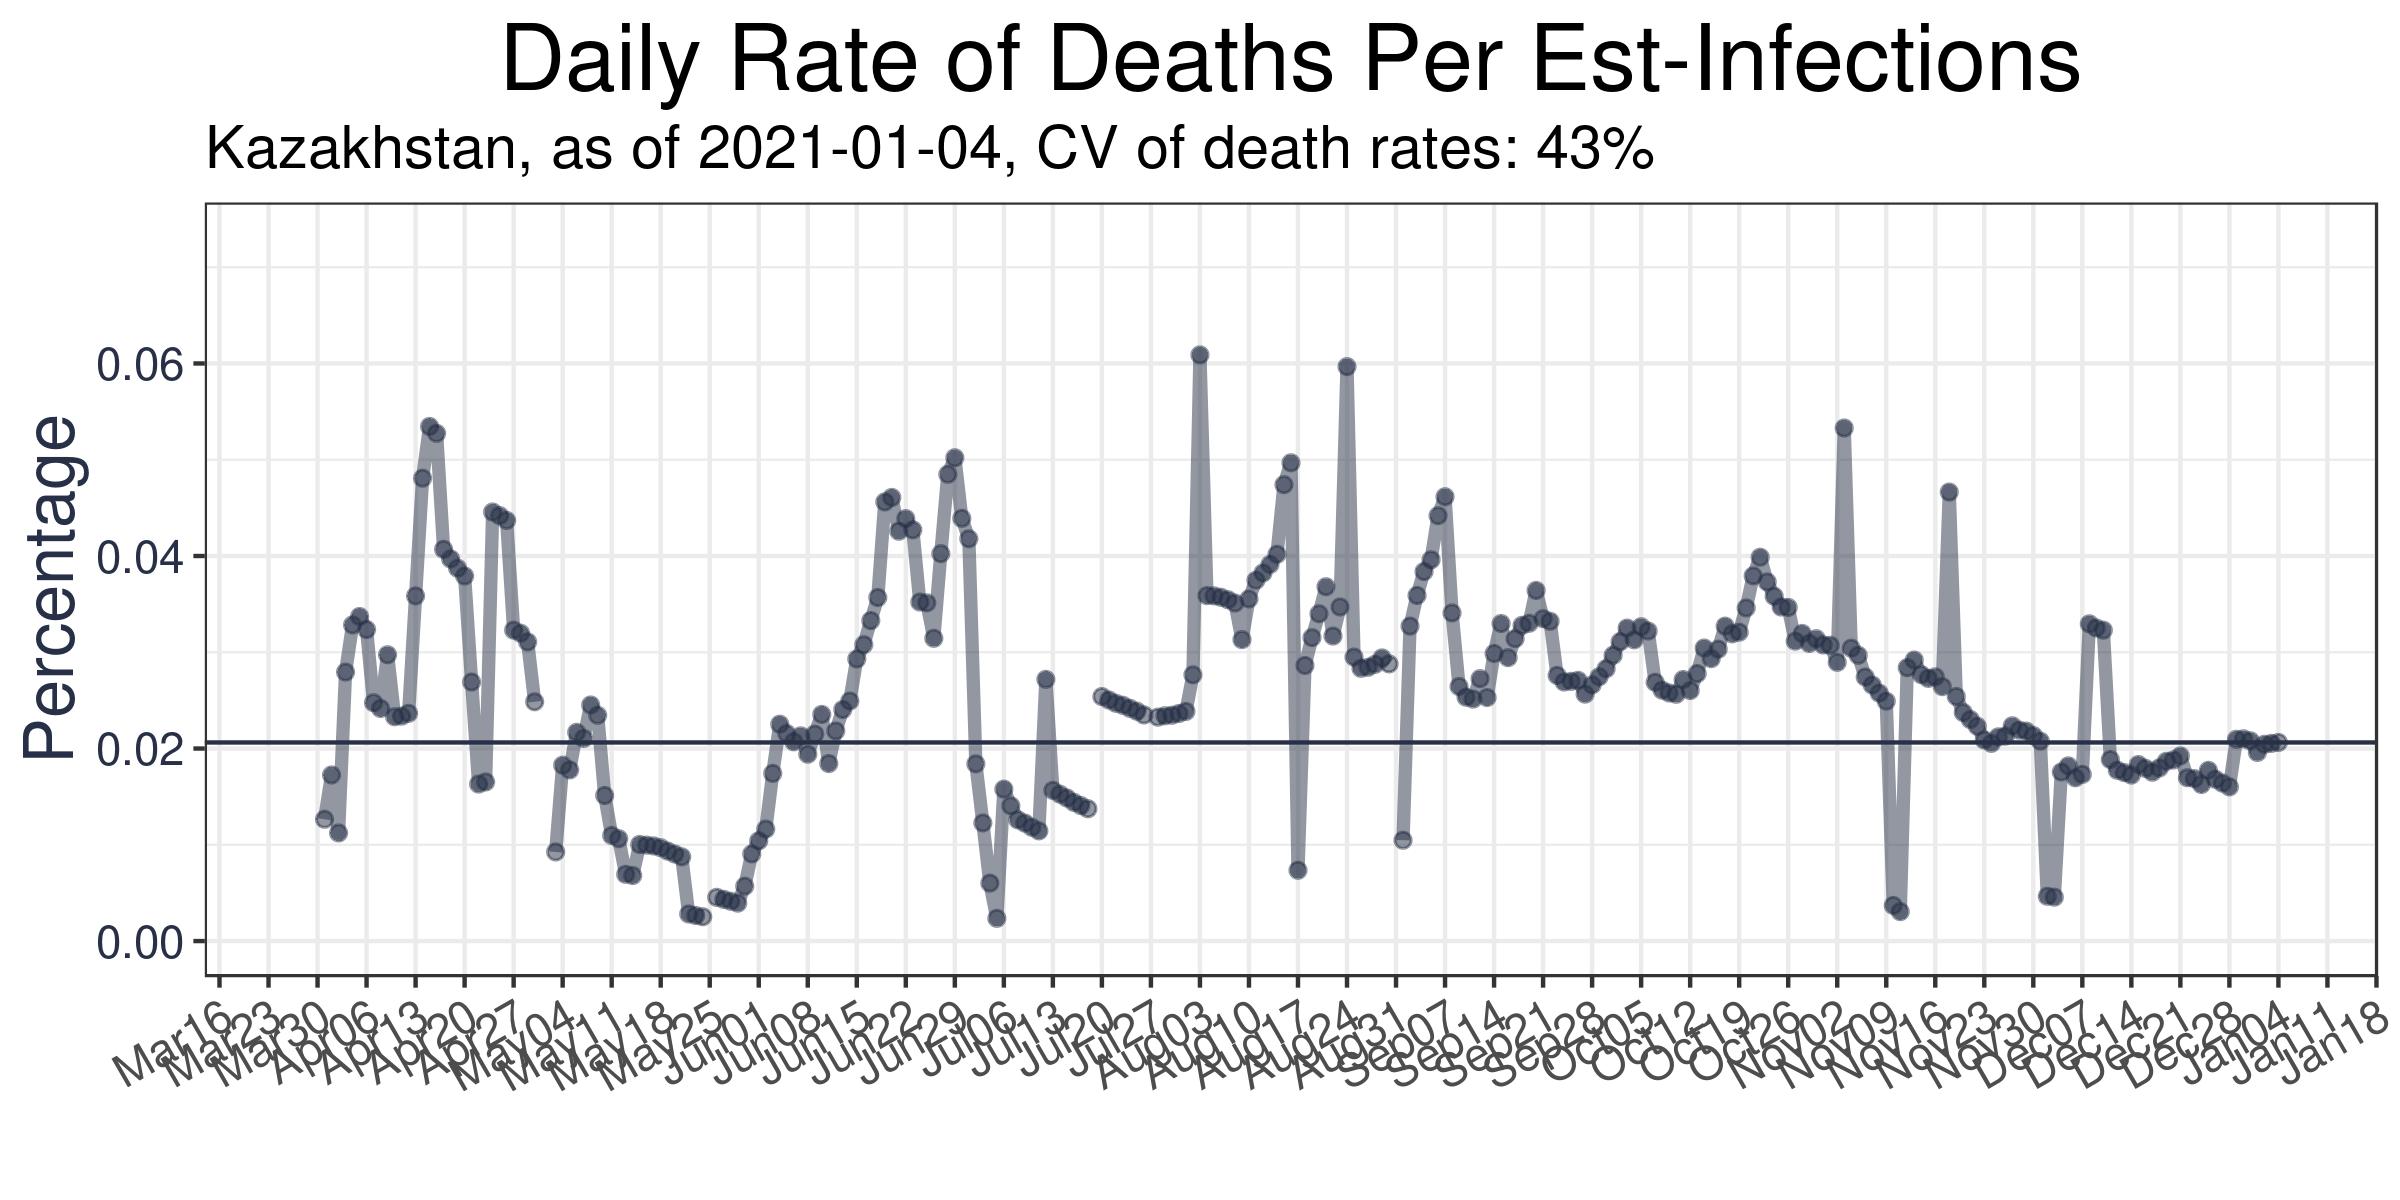 Daily Rate of Deaths Per Est-Infections
Kazakhstan, as of 2021-01-04, CV of death rates: 43%
Percentage
0.06
0.04
0.02
0.00
Mar16
Mar23
Mar30
Apr06
Apr13
Apr20
Apr27
May04
May11
May18
May25
Jun01
Jun08
Jun15
Jun22
Jun29
Jul06
Jul13
Jul20
Jul27
Aug03
Aug10
Aug17
Aug24
Aug31
Sep07
Sep14
Sep21
Sep28
Oct05
Oct12
Oct19
Oct26
Nov02
Nov09
Nov16
Nov23
Nov30
Dec07
Dec14
Dec21
Dec28
Jan04
Jan11
Jan18